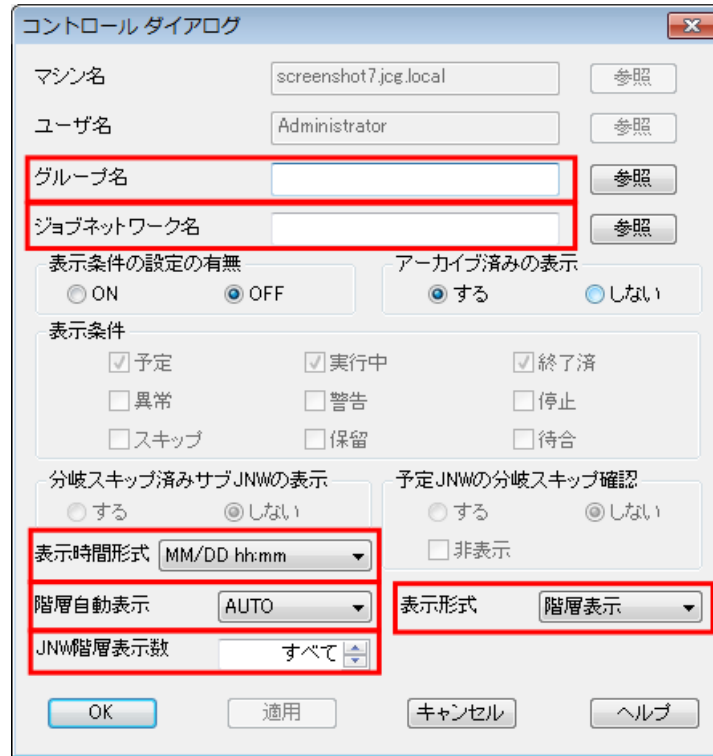 コントロール ダイアログ
マシン名 screenshot7.jcg.local 参照
ユーザ名 Administrator 参照
グループ名 参照
ジョブネットワーク名 参照
表示条件の設定の有無 アーカイブ済みの表示
ON OFF する しない
表示条件
予定 実行中 終了済
異常 警告 停止
スキップ 保留 待合
分岐スキップ済みサブJNWの表示 予定JNWの分岐スキップ確認
する しない する しない
表示時間形式 MM/DD hh:mm 非表示
階層自動表示 AUTO 表示形式 階層表示
JNW階層表示数 すべて
OK 適用 キャンセル ヘルプ